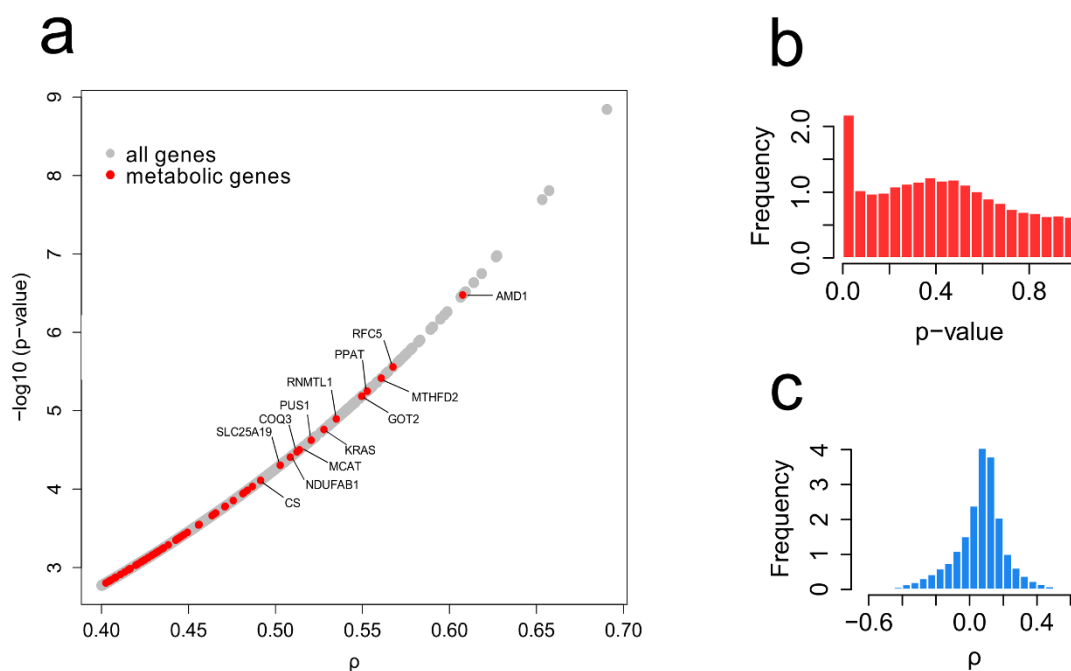 a
9
8
7
6
5
4
3
−log10 (p−value)
all genes
metabolic genes
AMD1
RFC5
PPAT
MTHFD2
RNMTL1
GOT2
PUS1
COQ3
KRAS
SLC25A19
MCAT
NDUFAB1
CS
0.40
0.45
0.50
0.55
0.60
0.65
0.70
ρ
b
Frequency
2.0
1.0
0.0
0.0
0.4
0.8
p−value
c
Frequency
4
3
2
1
0
−0.6
0.0
0.4
ρ